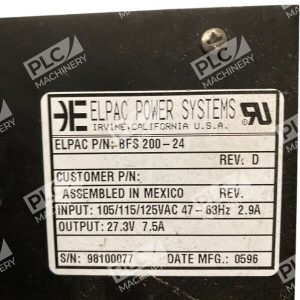 PLC MACHINERY
ELPAC POWER SYSTEMS
IRVINE, CALIFORNIA U.S.A.
ELPAC P/N: BFS 200-24
REV: D
CUSTOMER P/N:
ASSEMBLED IN MEXICO REV.
INPUT: 105/115/125VAC 47-63Hz 2.9A
OUTPUT: 27.3V 7.5A
S/N: 98100077 DATE MFG.: 0596